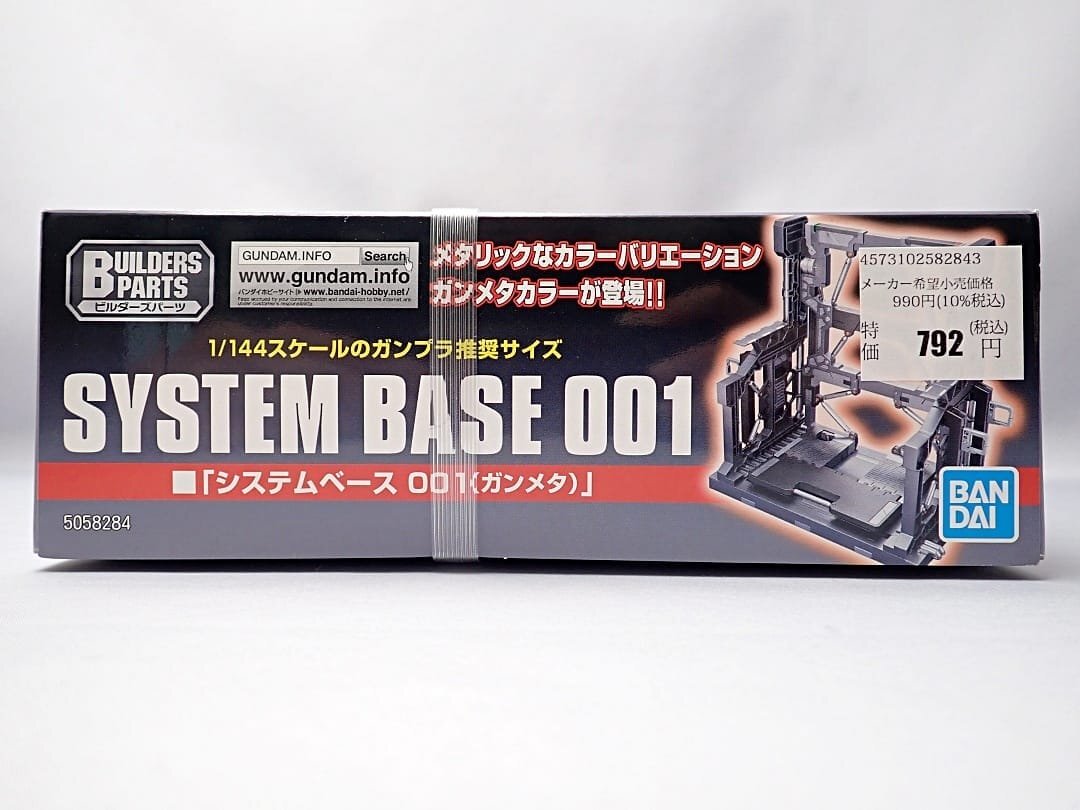 BUILDERS
PARTS
ビルダーズパーツ
GUNDAM.INFO Search
www.gundam.info
バンダイホビーサイト www.bandai-hobby.net/
メタリックなカラーバリエーション
ガンメタカラーが登場!!
1/144スケールのガンプラ推奨サイズ
SYSTEM BASE 001
■「システムベース 001(ガンメタ)」
5058284
4573102582843
メーカー希望小売価格
990円(10%税込)
特価 792 (税込)円
BAN
DAI